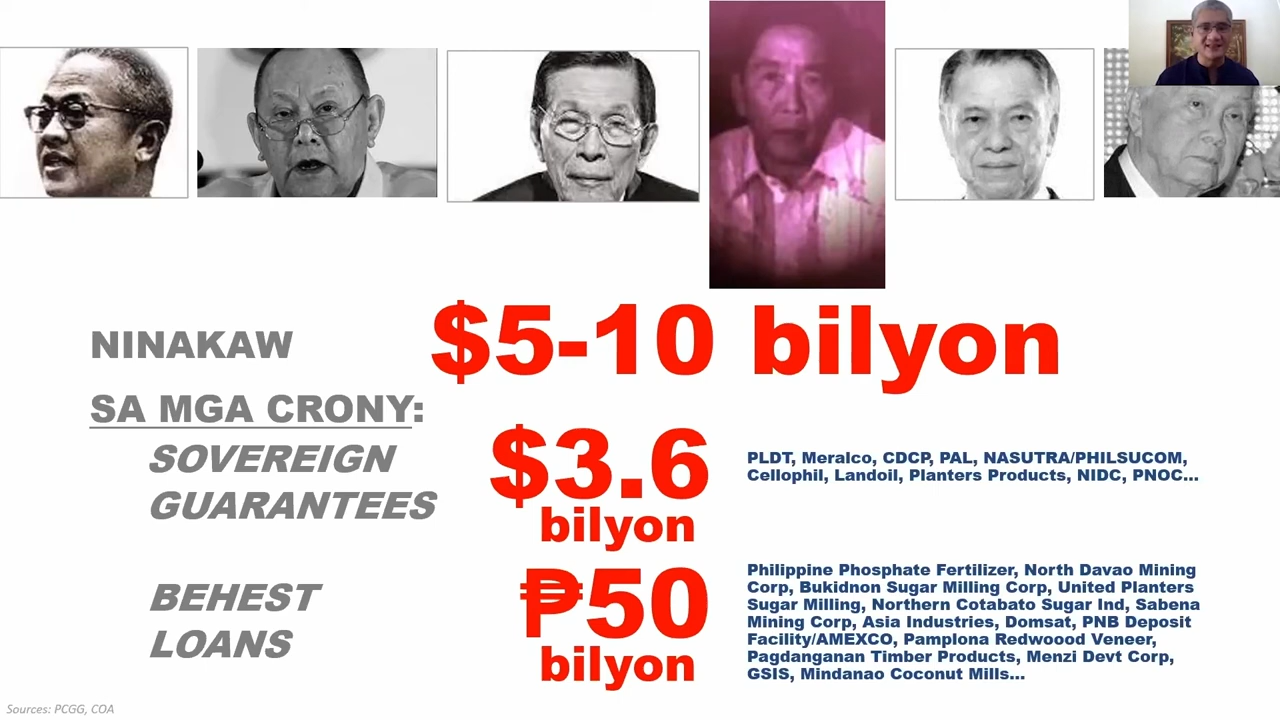 NINAKAW
$5-10 bilyon
SA MGA CRONY:
SOVEREIGN
GUARANTEES
$3.6
bilyon
PLDT, Meralco, CDCP, PAL, NASUTRA/PHILSUCOM,
Cellophil, Landoil, Planters Products, NIDC, PNOC...
BEHEST
LOANS
₱50
bilyon
Philippine Phosphate Fertilizer, North Davao Mining
Corp, Bukidnon Sugar Milling Corp, United Planters
Sugar Milling, Northern Cotabato Sugar Ind, Sabena
Mining Corp, Asia Industries, Domsat, PNB Deposit
Facility/AMEXCO, Pamplona Redwoood Veneer,
Pagdanganan Timber Products, Menzi Devt Corp,
GSIS, Mindanao Coconut Mills...
Sources: PCGG, COA